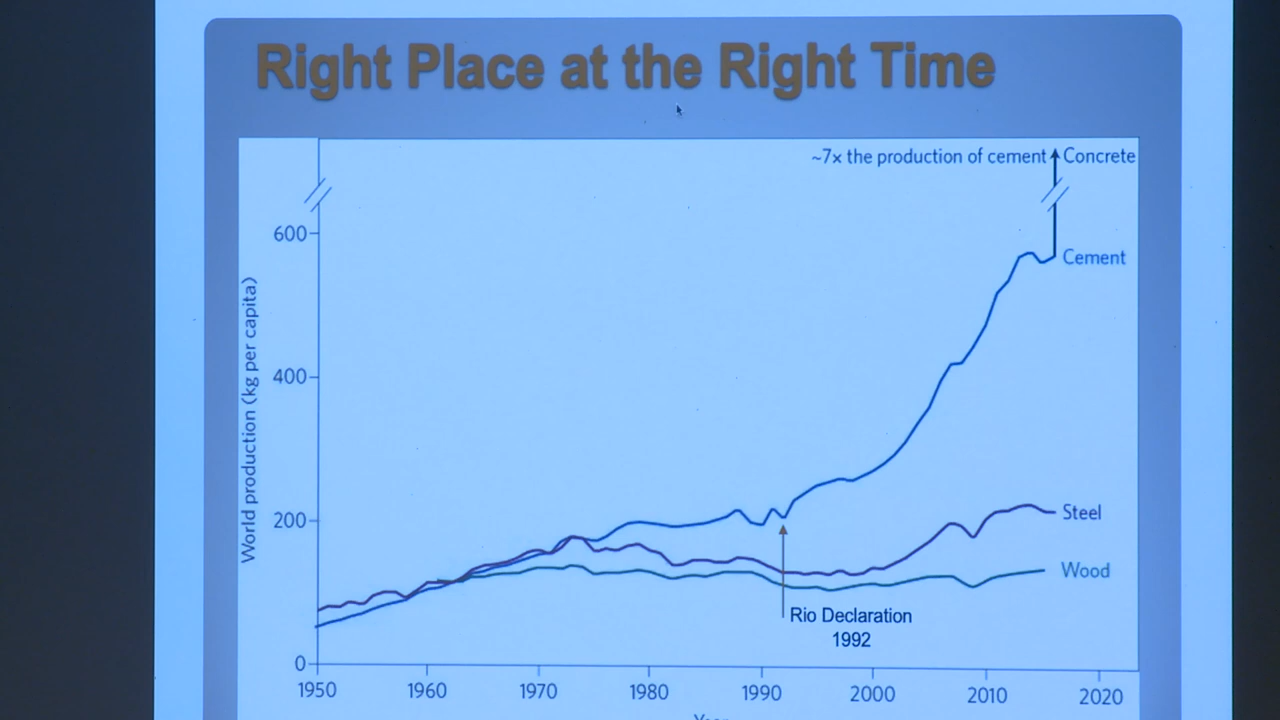 Right Place at the Right Time
~7x the production of cement Concrete
600
Cement
World production (kg per capita)
400
200
Steel
Wood
Rio Declaration
1992
0
1950 1960 1970 1980 1990 2000 2010 2020